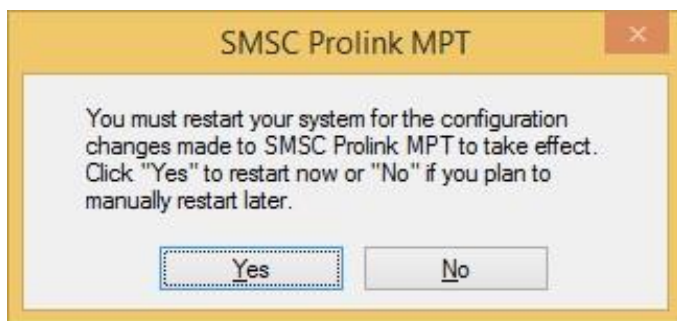 SMSC Prolink MPT
You must restart your system for the configuration
changes made to SMSC Prolink MPT to take effect.
Click "Yes" to restart now or "No" if you plan to
manually restart later.
Yes
No